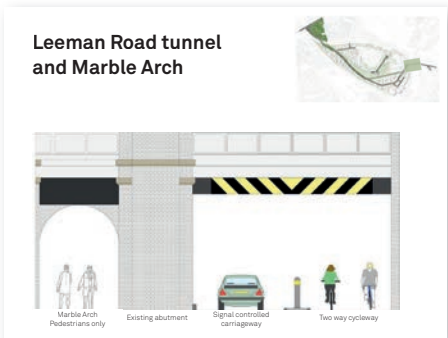 Leeman Road tunnel
and Marble Arch
Marble Arch
Pedestrians only
Existing abutment
Signal controlled
carriageway
Two way cycleway